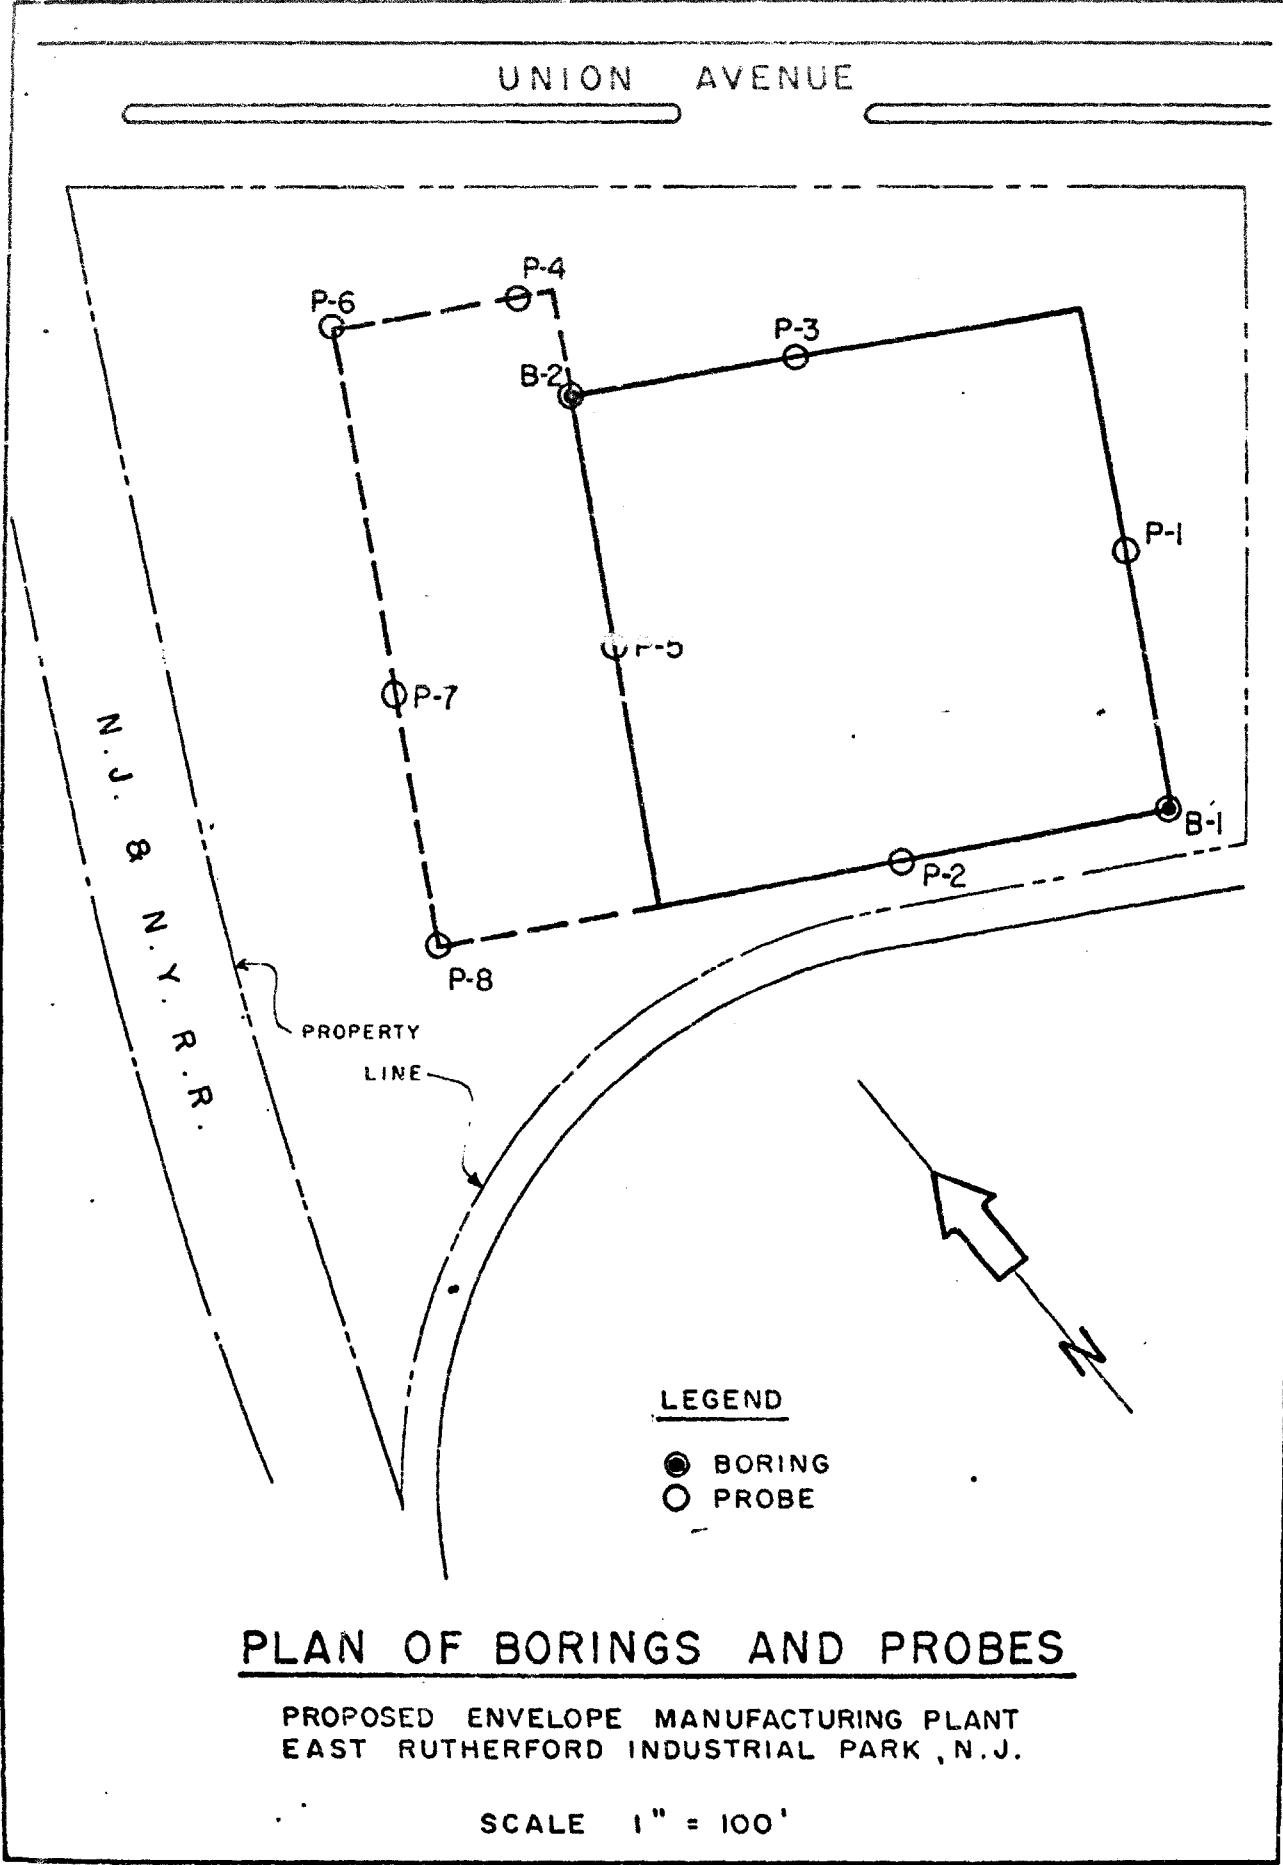 UNION AVENUE
P-4
P-6
P-3
B-2
P-1
P-5
P-7
B-1
P-2
P-8
N.J. & N.Y. R.R.
PROPERTY
LINE
N
LEGEND
BORING
PROBE
PLAN OF BORINGS AND PROBES
PROPOSED ENVELOPE MANUFACTURING PLANT
EAST RUTHERFORD INDUSTRIAL PARK, N.J.
SCALE 1" = 100'